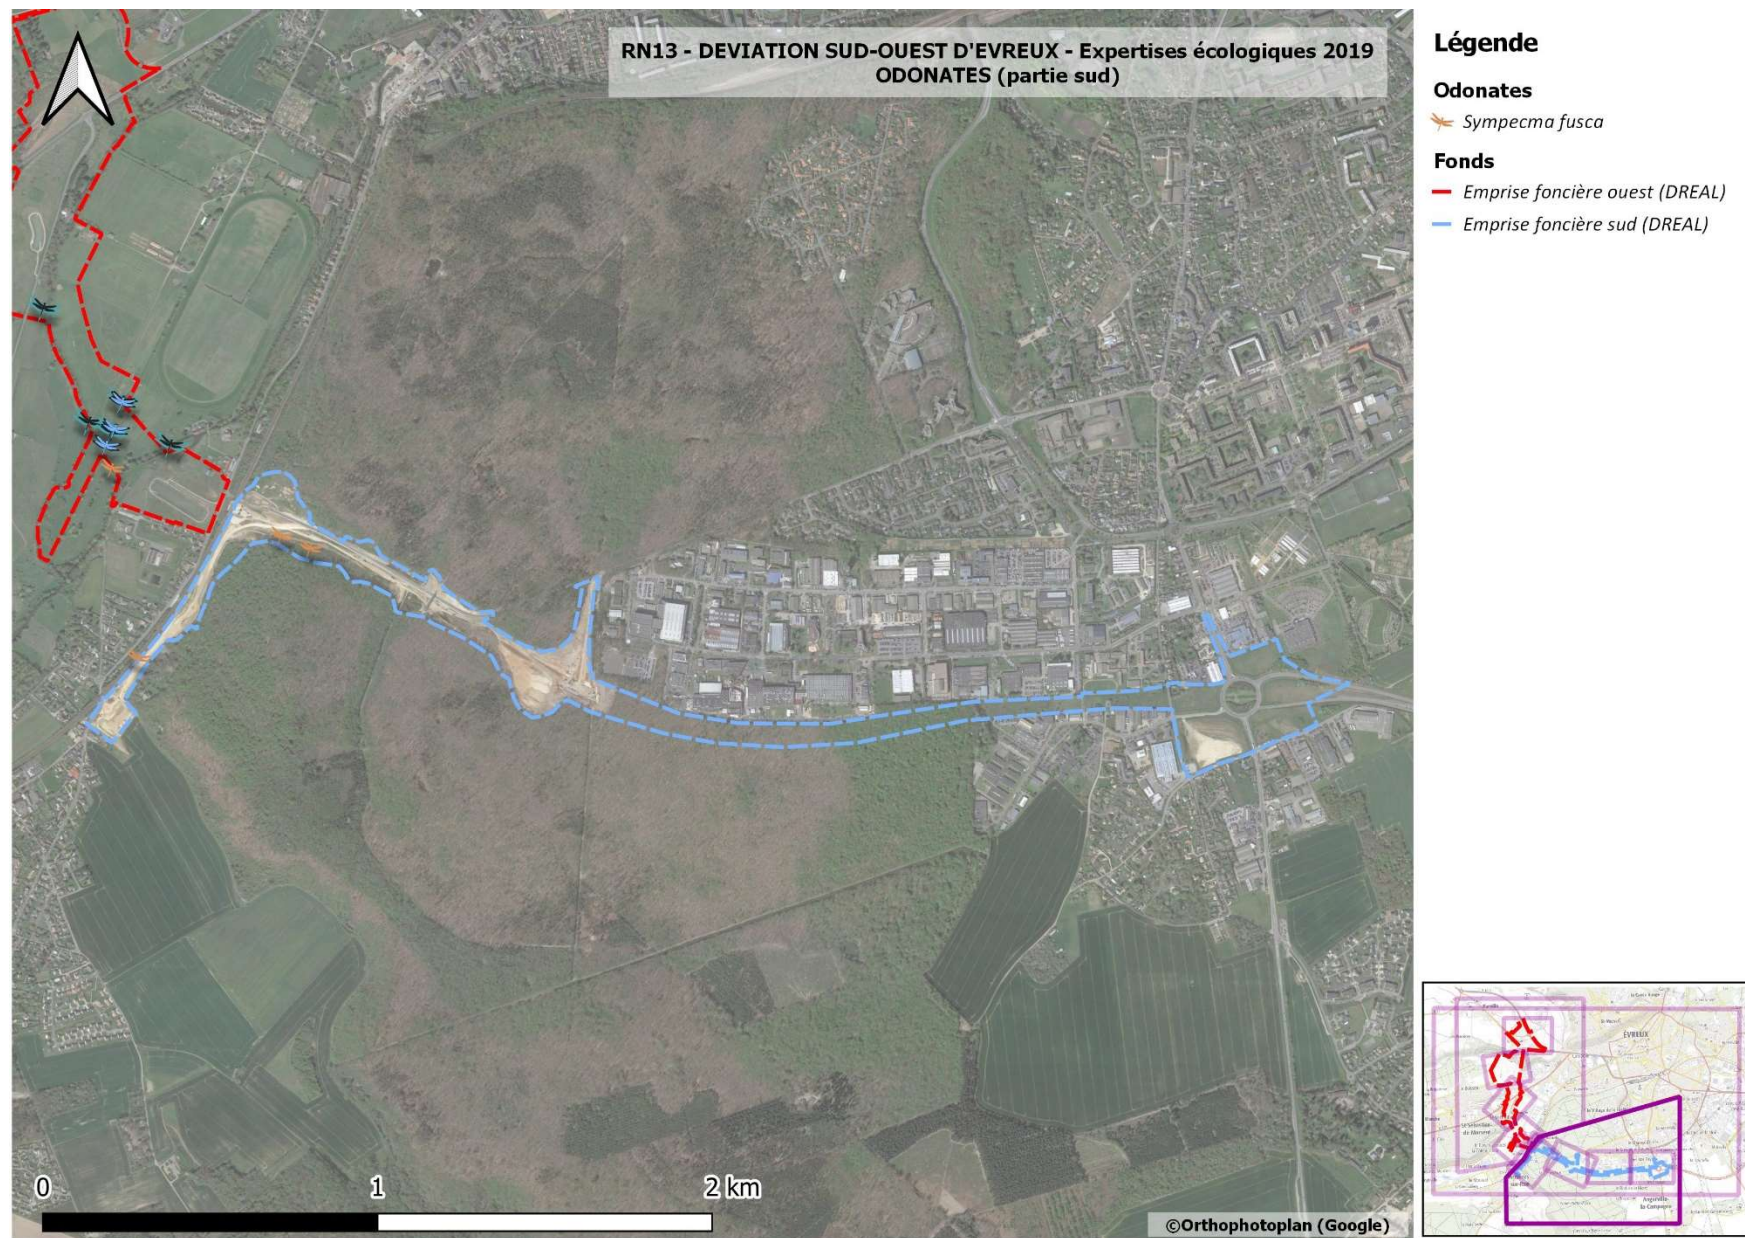 RN13 - DEVIATION SUD-OUEST D'EVREUX - Expertises écologiques 2019
ODONATES (partie sud)
Légende
Odonates
Sympecma fusca
Fonds
Emprise foncière ouest (DREAL)
Emprise foncière sud (DREAL)
ÉVREUX
0 1 2 km
©Orthophotoplan (Google)